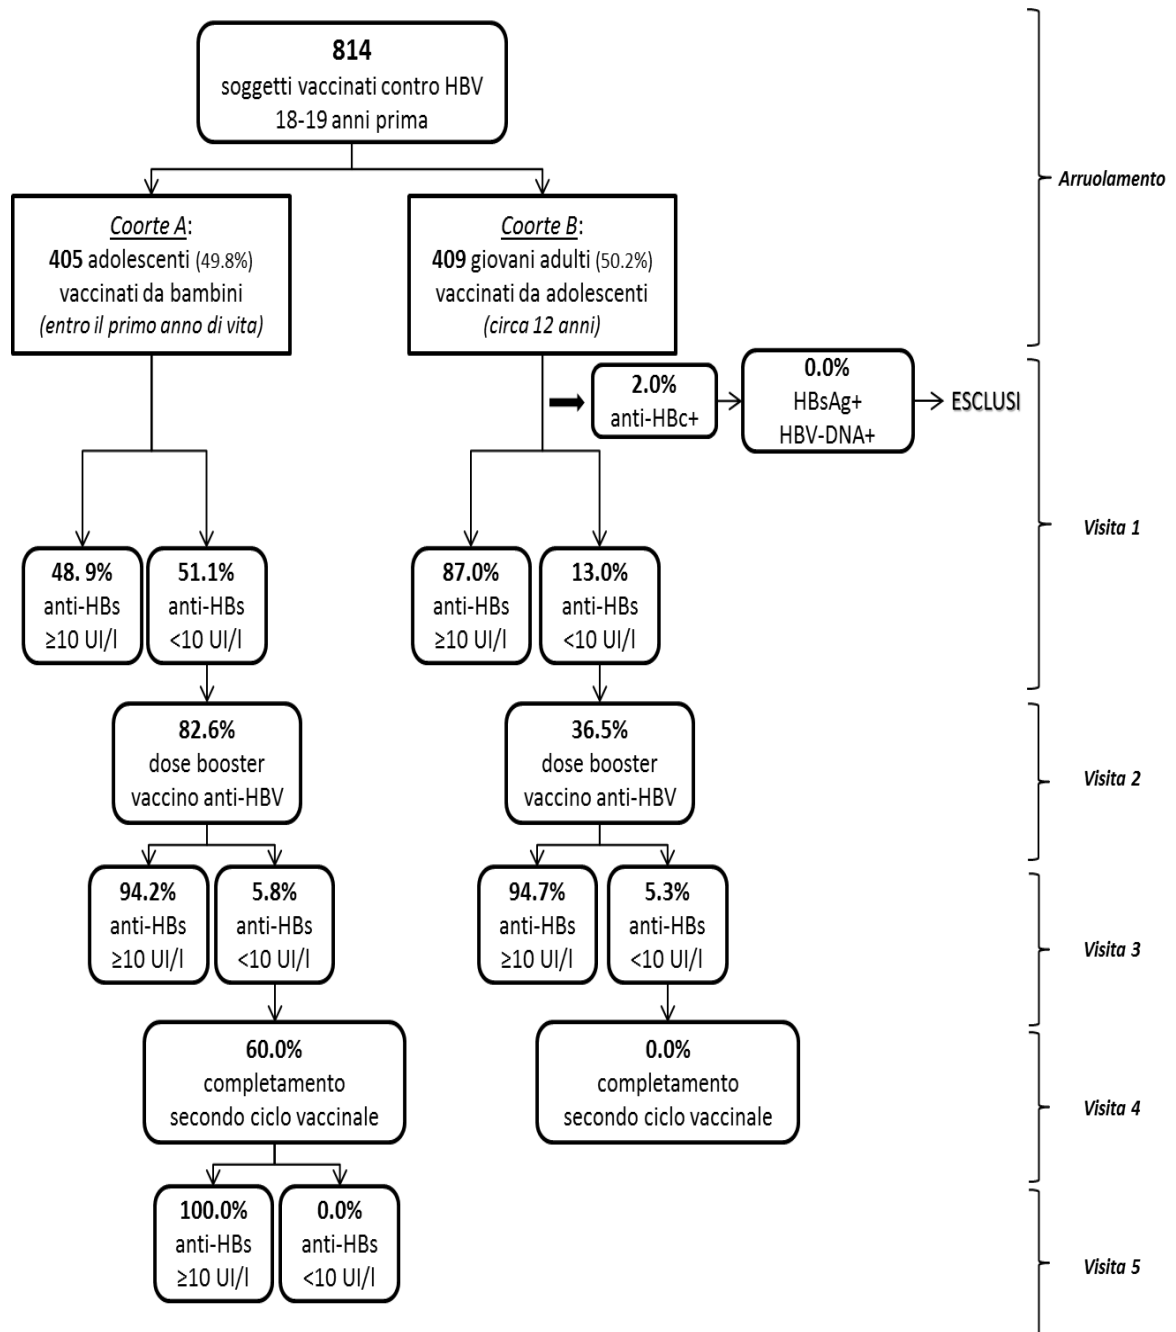 814
soggetti vaccinati contro HBV
18-19 anni prima
Arruolamento
Coorte A:
405 adolescenti (49.8%)
vaccinati da bambini
(entro il primo anno di vita)
Coorte B:
409 giovani adulti (50.2%)
vaccinati da adolescenti
(circa 12 anni)
2.0%
anti-HBc+
0.0%
HBsAg+
HBV-DNA+
ESCLUSI
Visita 1
48. 9%
anti-HBs
≥10 UI/l
51.1%
anti-HBs
<10 UI/l
87.0%
anti-HBs
≥10 UI/l
13.0%
anti-HBs
<10 UI/l
82.6%
dose booster
vaccino anti-HBV
36.5%
dose booster
vaccino anti-HBV
Visita 2
94.2%
anti-HBs
≥10 UI/l
5.8%
anti-HBs
<10 UI/l
94.7%
anti-HBs
≥10 UI/l
5.3%
anti-HBs
<10 UI/l
Visita 3
60.0%
completamento
secondo ciclo vaccinale
0.0%
completamento
secondo ciclo vaccinale
Visita 4
100.0%
anti-HBs
≥10 UI/l
0.0%
anti-HBs
<10 UI/l
Visita 5